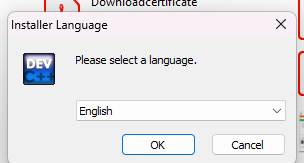 Downloadcertificate
Installer Language
DEV
C++
Please select a language.
English
OK
Cancel